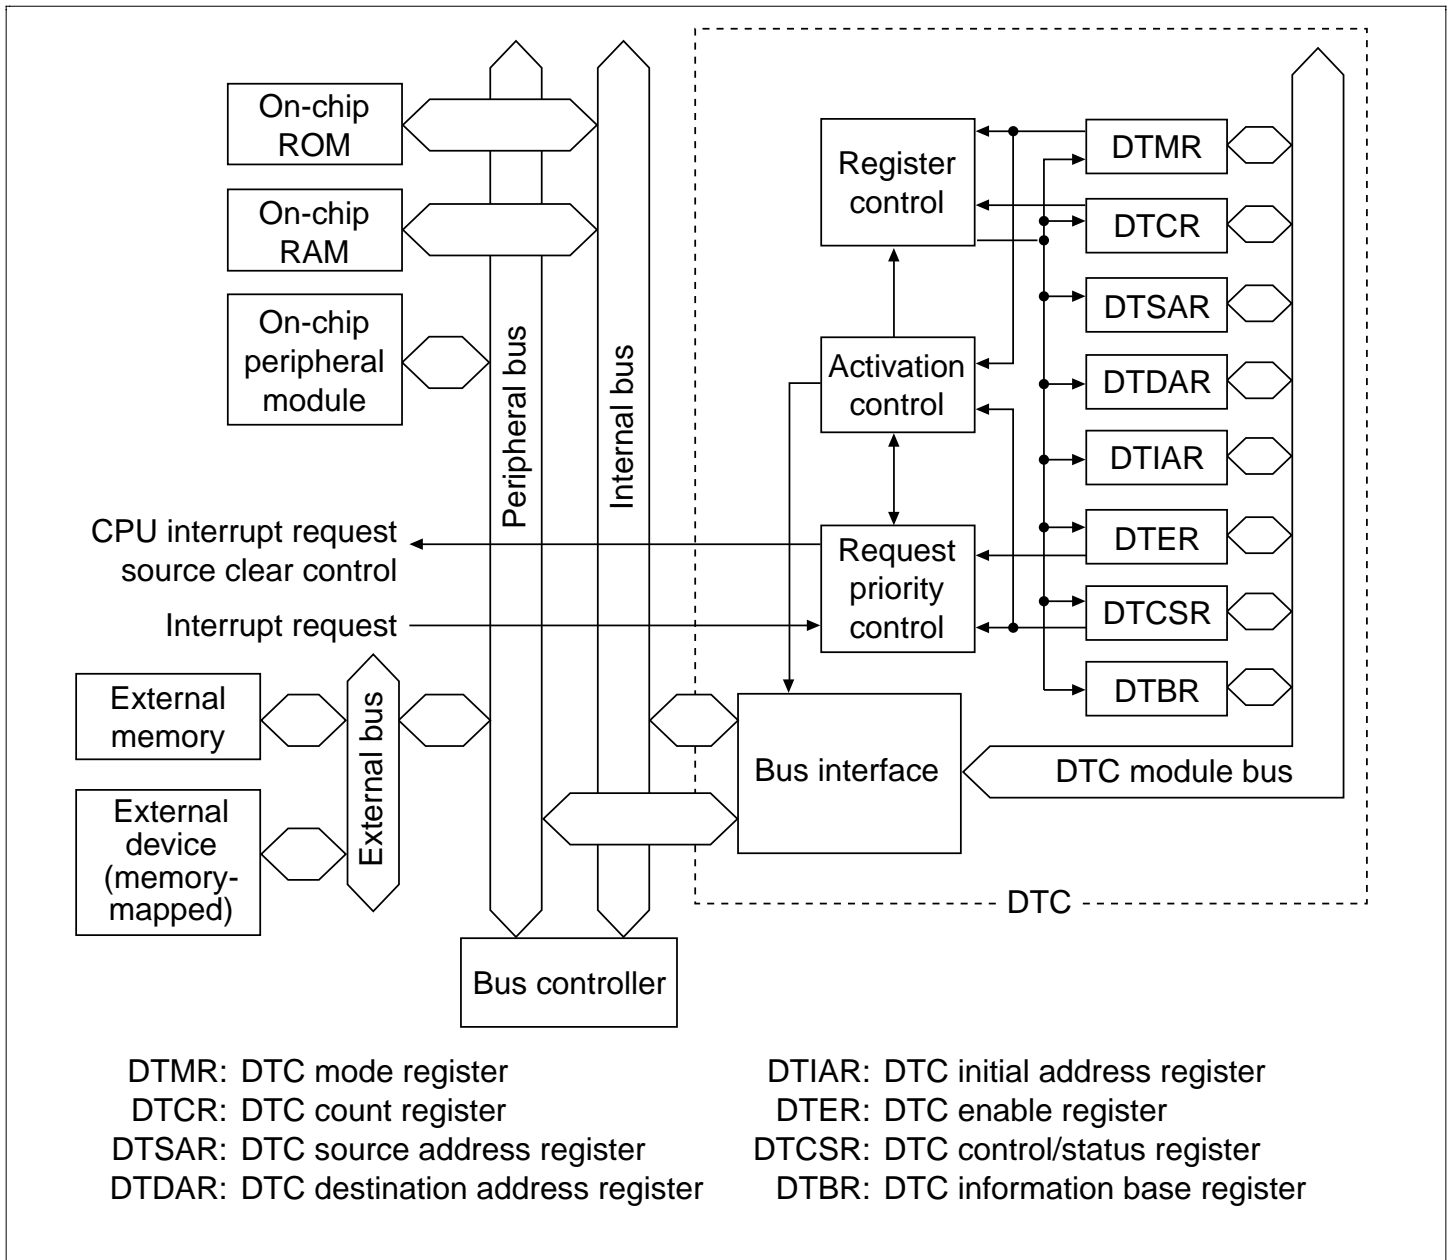 On-chip
ROM
On-chip
RAM
On-chip
peripheral
module
Peripheral bus
Internal bus
Register
control
Activation
control
Request
priority
control
DTMR
DTCR
DTSAR
DTDAR
DTIAR
DTER
DTCSR
DTBR
CPU interrupt request
source clear control
Interrupt request
External
memory
External
device
(memory-
mapped)
External bus
Bus interface
DTC module bus
DTC
Bus controller
DTMR: DTC mode register
DTCR: DTC count register
DTSAR: DTC source address register
DTDAR: DTC destination address register
DTIAR: DTC initial address register
DTER: DTC enable register
DTCSR: DTC control/status register
DTBR: DTC information base register